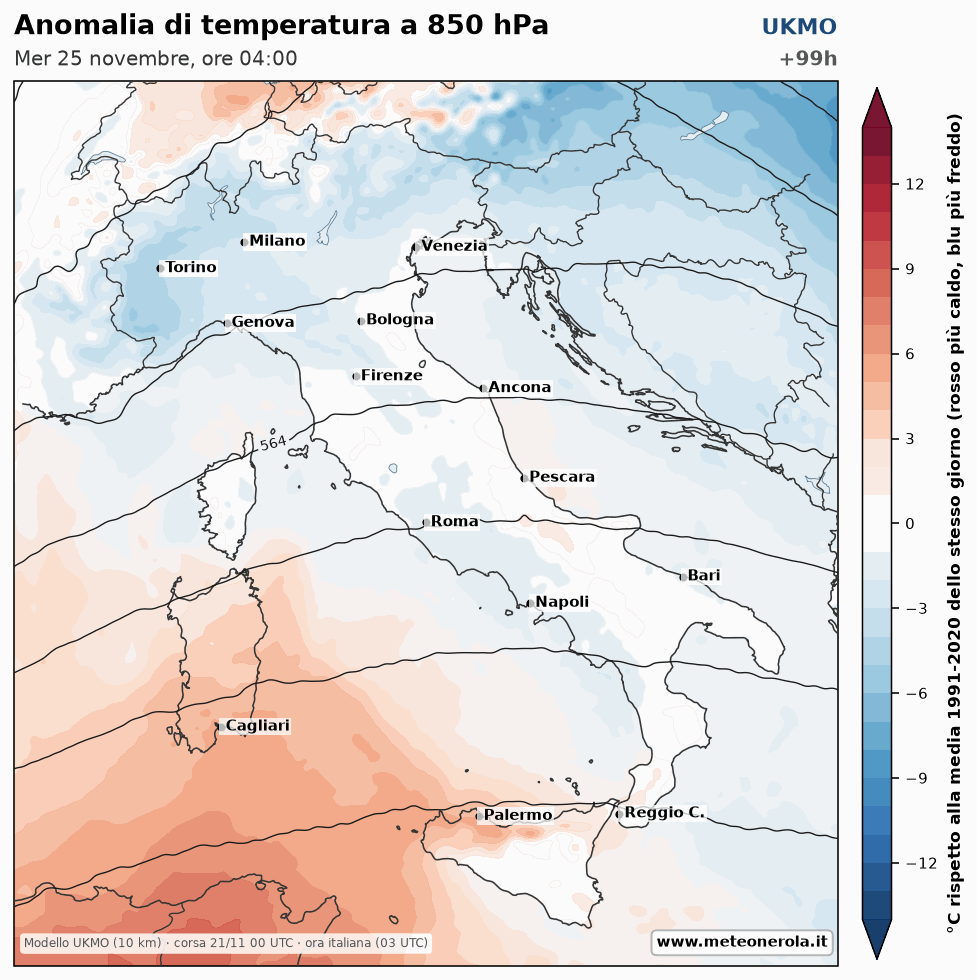 Anomalia di temperatura a 850 hPa
UKMO
Mer 25 novembre, ore 04:00
+99h
Milano
Venezia
Torino
Genova
Bologna
Firenze
Ancona
564
Pescara
Roma
Bari
Napoli
Cagliari
Palermo
Reggio C.
Modello UKMO (10 km) · corsa 21/11 00 UTC · ora italiana (03 UTC)
www.meteonerola.it
12
9
6
3
0
−3
−6
−9
−12
°C rispetto alla media 1991-2020 dello stesso giorno (rosso più caldo, blu più freddo)